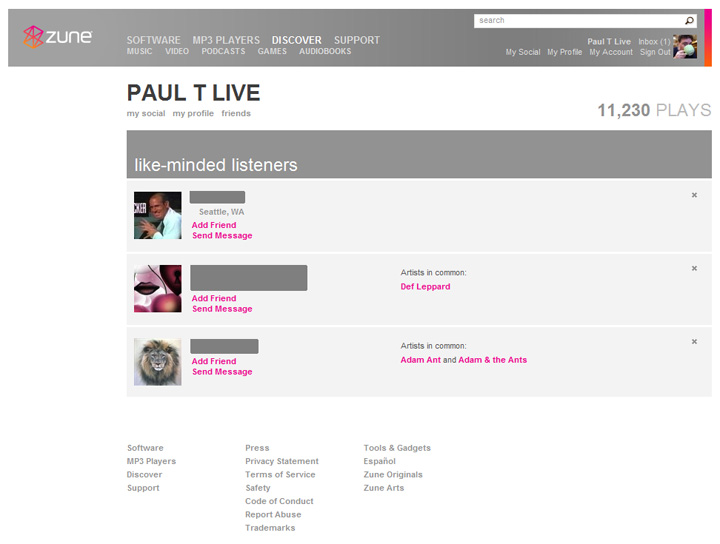 zune
search
SOFTWARE MP3 PLAYERS DISCOVER SUPPORT
MUSIC VIDEO PODCASTS GAMES AUDIOBOOKS
Paul T Live Inbox (1)
My Social My Profile My Account Sign Out
PAUL T LIVE
my social my profile friends
11,230 PLAYS
like-minded listeners
Seattle, WA
Add Friend
Send Message
Artists in common:
Def Leppard
Add Friend
Send Message
Artists in common:
Adam Ant and Adam & the Ants
Add Friend
Send Message
Software Press Tools & Gadgets
MP3 Players Privacy Statement Español
Discover Terms of Service Zune Originals
Support Safety Zune Arts
Code of Conduct
Report Abuse
Trademarks